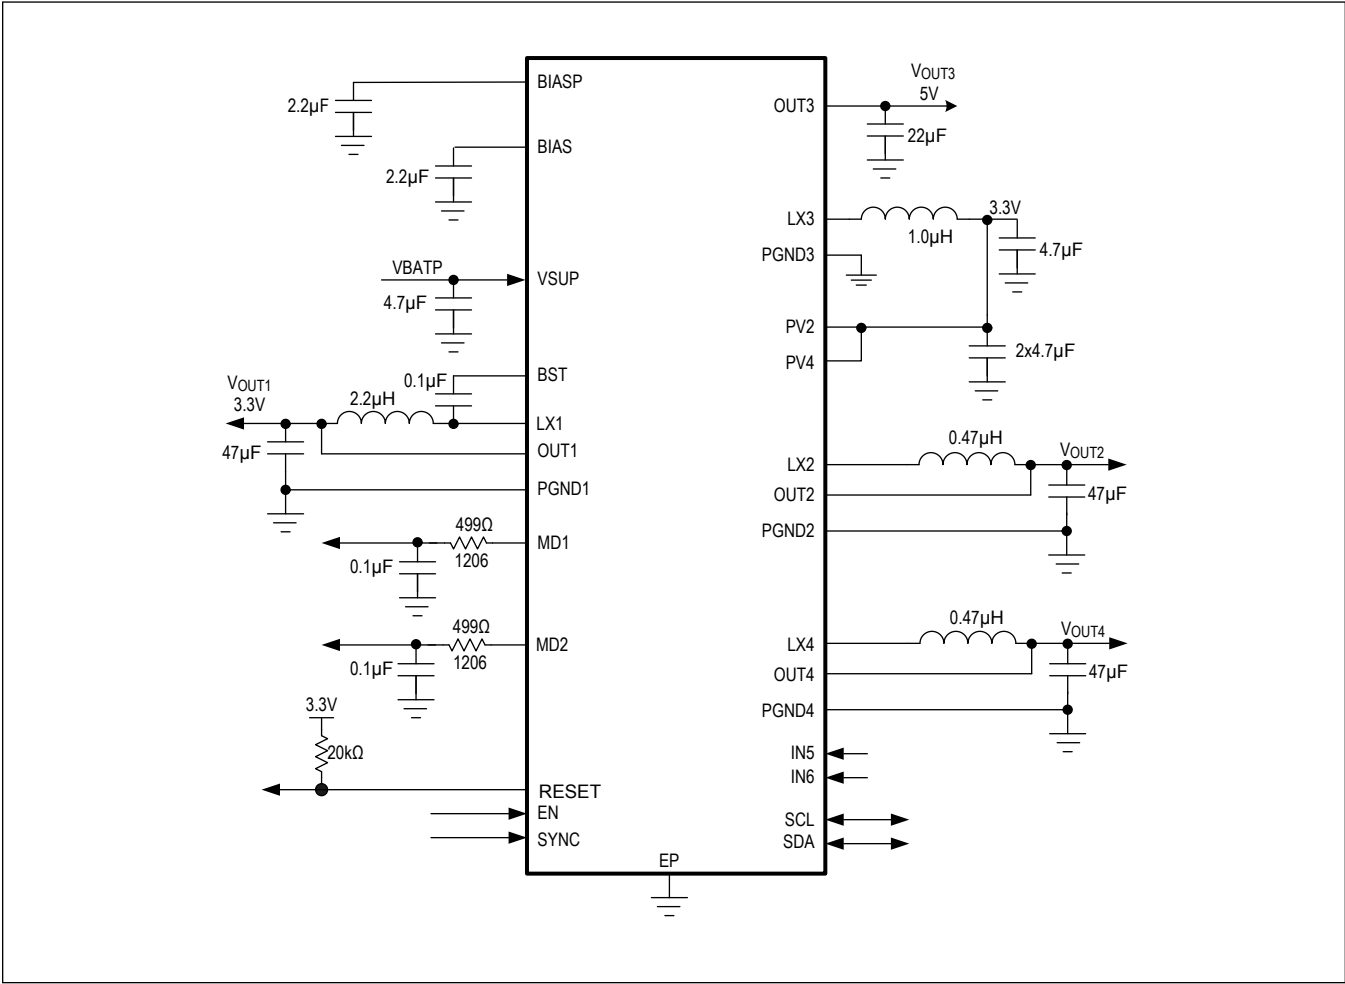 BIASP
2.2µF
BIAS
2.2µF
VBATP
VSUP
4.7µF
BST
0.1µF
VOUT1
3.3V
2.2µH
LX1
47µF
OUT1
PGND1
499Ω
MD1
0.1µF
1206
499Ω
MD2
0.1µF
1206
3.3V
20kΩ
RESET
EN
SYNC
EP
VOUT3
5V
OUT3
22µF
LX3
3.3V
1.0µH
4.7µF
PGND3
PV2
2x4.7µF
PV4
0.47µH
LX2
VOUT2
OUT2
47µF
PGND2
0.47µH
LX4
VOUT4
OUT4
47µF
PGND4
IN5
IN6
SCL
SDA